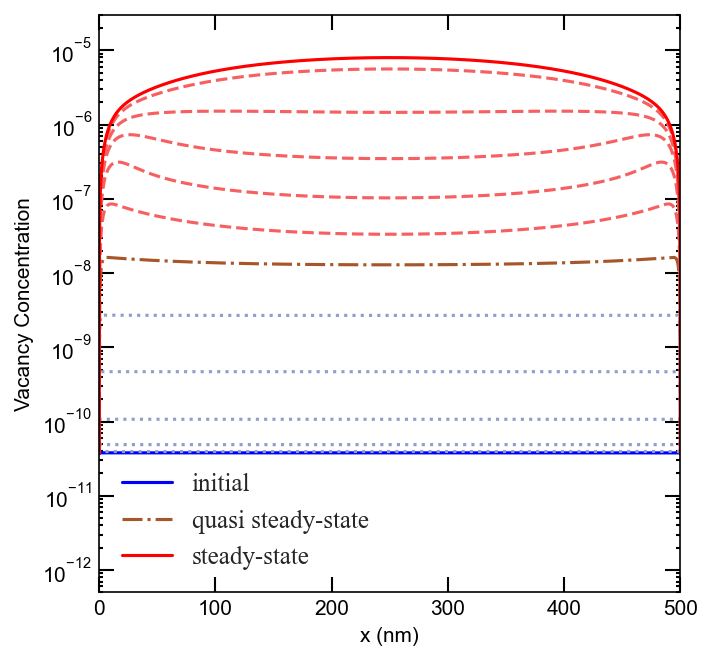 10⁻⁵
10⁻⁶
10⁻⁷
10⁻⁸
10⁻⁹
10⁻¹⁰
10⁻¹¹
10⁻¹²
Vacancy Concentration
initial
quasi steady-state
steady-state
0 100 200 300 400 500
x (nm)